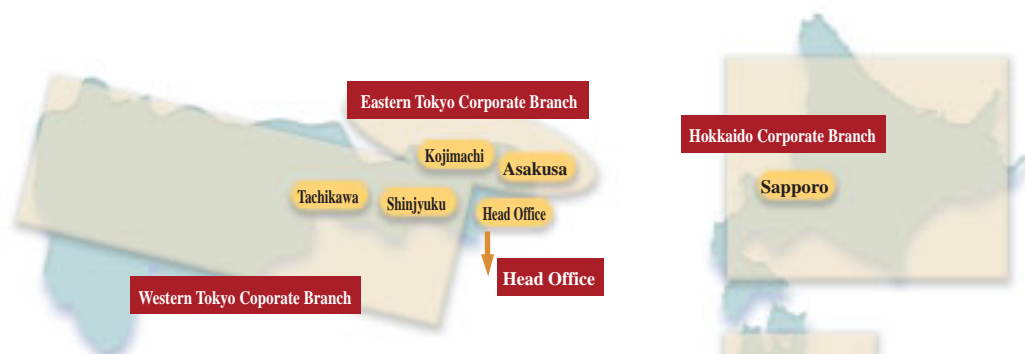 Eastern Tokyo Corporate Branch
Kojimachi
Asakusa
Tachikawa
Shinjyuku
Head Office
Head Office
Western Tokyo Coporate Branch
Hokkaido Corporate Branch
Sapporo